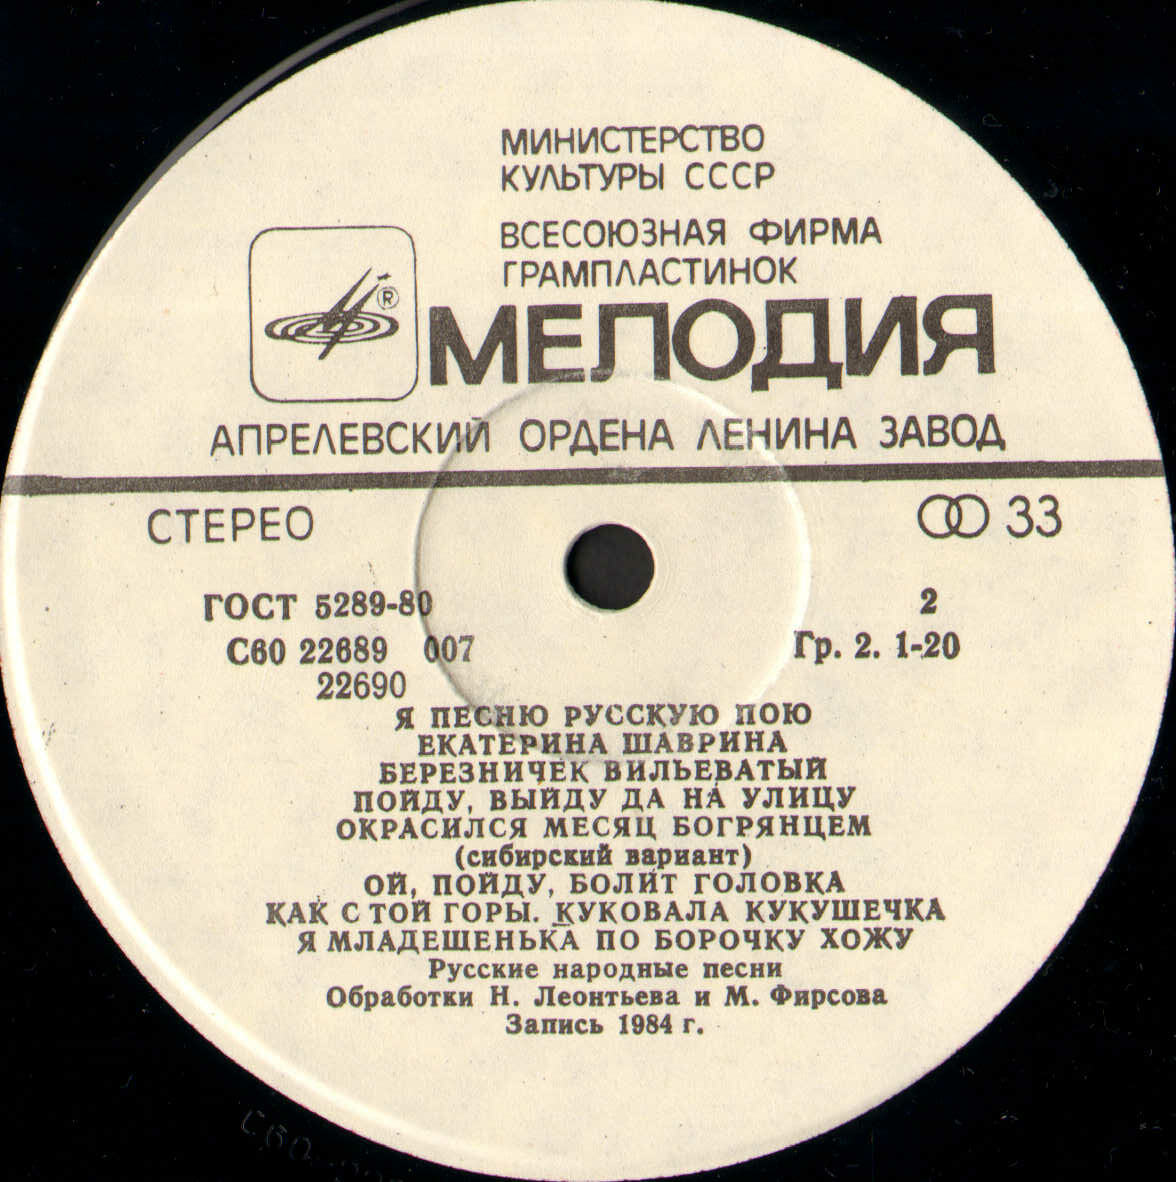 МИНИСТЕРСТВО
КУЛЬТУРЫ СССР
ВСЕСОЮЗНАЯ ФИРМА
ГРАМПЛАСТИНОК
®
МЕЛОДИЯ
АПРЕЛЕВСКИЙ ОРДЕНА ЛЕНИНА ЗАВОД
СТЕРЕО 33
ГОСТ 5289-80 2
С60 22689 007 Гр. 2. 1-20
22690
Я ПЕСНЮ РУССКУЮ ПОЮ
ЕКАТЕРИНА ШАВРИНА
БЕРЕЗНИЧЕК ВИЛЬЕВАТЫЙ
ПОЙДУ, ВЫЙДУ ДА НА УЛИЦУ
ОКРАСИЛСЯ МЕСЯЦ БОГРЯНЦЕМ
(сибирский вариант)
ОЙ, ПОЙДУ, БОЛИТ ГОЛОВКА
КАК С ТОЙ ГОРЫ. КУКОВАЛА КУКУШЕЧКА
Я МЛАДЕШЕНЬКА ПО БОРОЧКУ ХОЖУ
Русские народные песни
Обработки Н. Леонтьева и М. Фирсова
Запись 1984 г.
С60